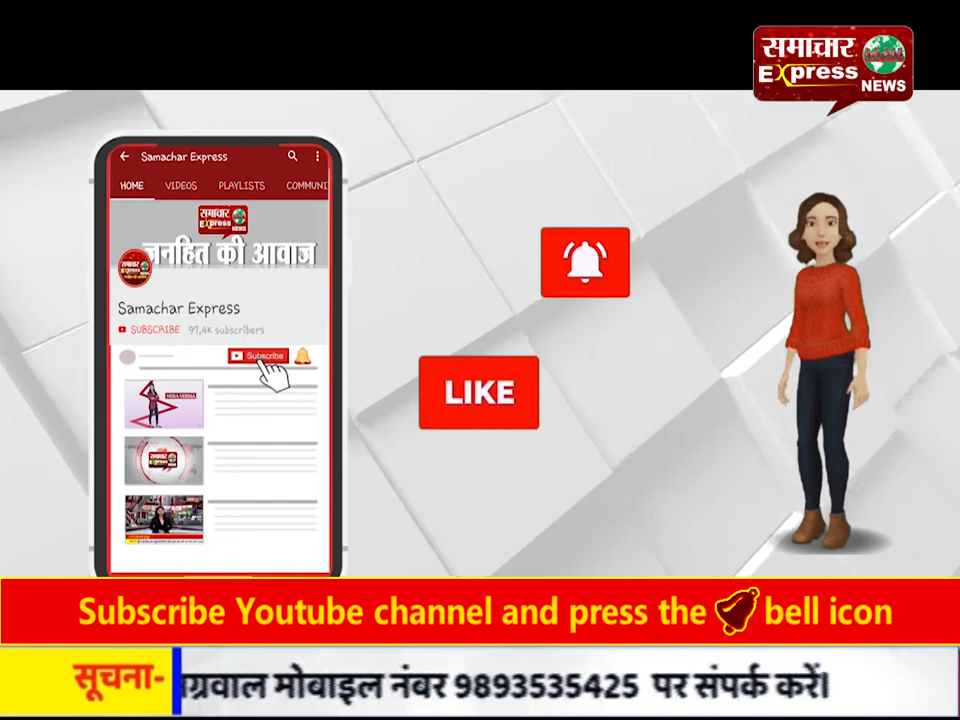 समाचार
Express
NEWS
Samachar Express
HOME VIDEOS PLAYLISTS COMMUNI
समाचार
Express
NEWS
जनहित की आवाज
Samachar Express
SUBSCRIBE 97,4K subscribers
Subscribe
LIKE
Subscribe Youtube channel and press the bell icon
सूचना- ग्रवाल मोबाइल नंबर 9893535425 पर संपर्क करें।